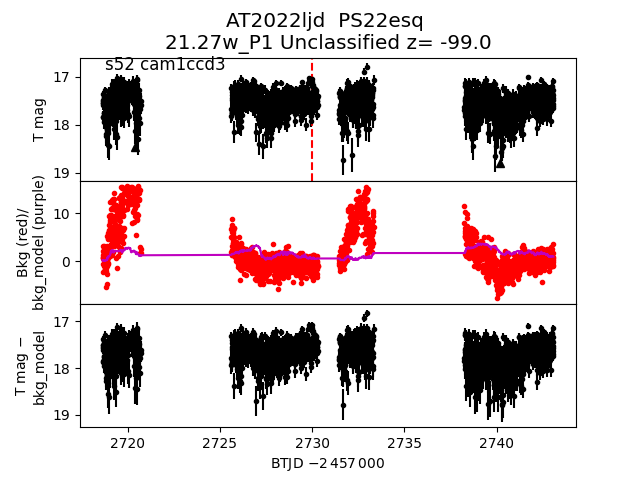 AT2022ljd  PS22esq
21.27w_P1 Unclassified z= -99.0
s52 cam1ccd3
17
18
19
T mag
10
0
Bkg (red)/
bkg_model (purple)
17
18
19
T mag −
bkg_model
2720
2725
2730
2735
2740
BTJD −2 457 000